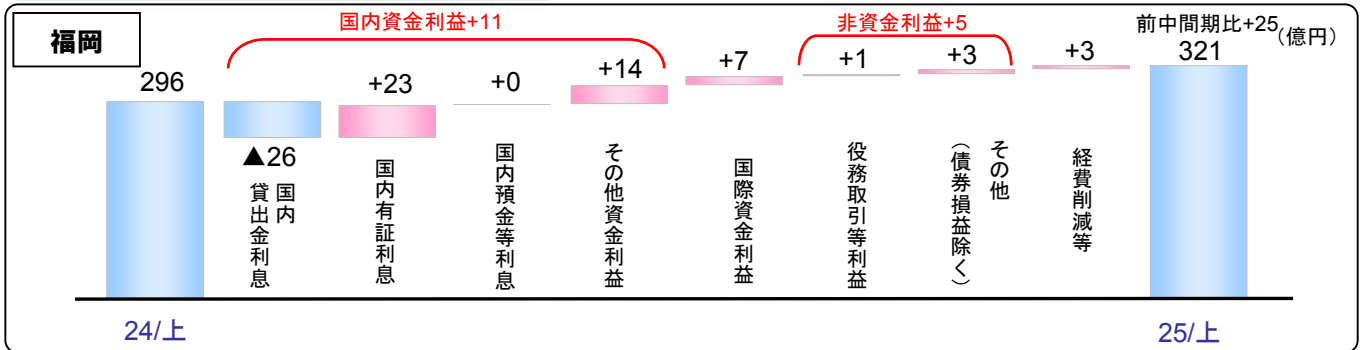 福岡
国内資金利益+11
非資金利益+5
前中間期比+25
(億円)
296
▲26
+23
+0
+14
+7
+1
+3
+3
321
国内
貸出金利息
国内有証利息
国内預金等利息
その他資金利益
国際資金利益
役務取引等利益
その他
（債券損益除く）
経費削減等
24/上
25/上